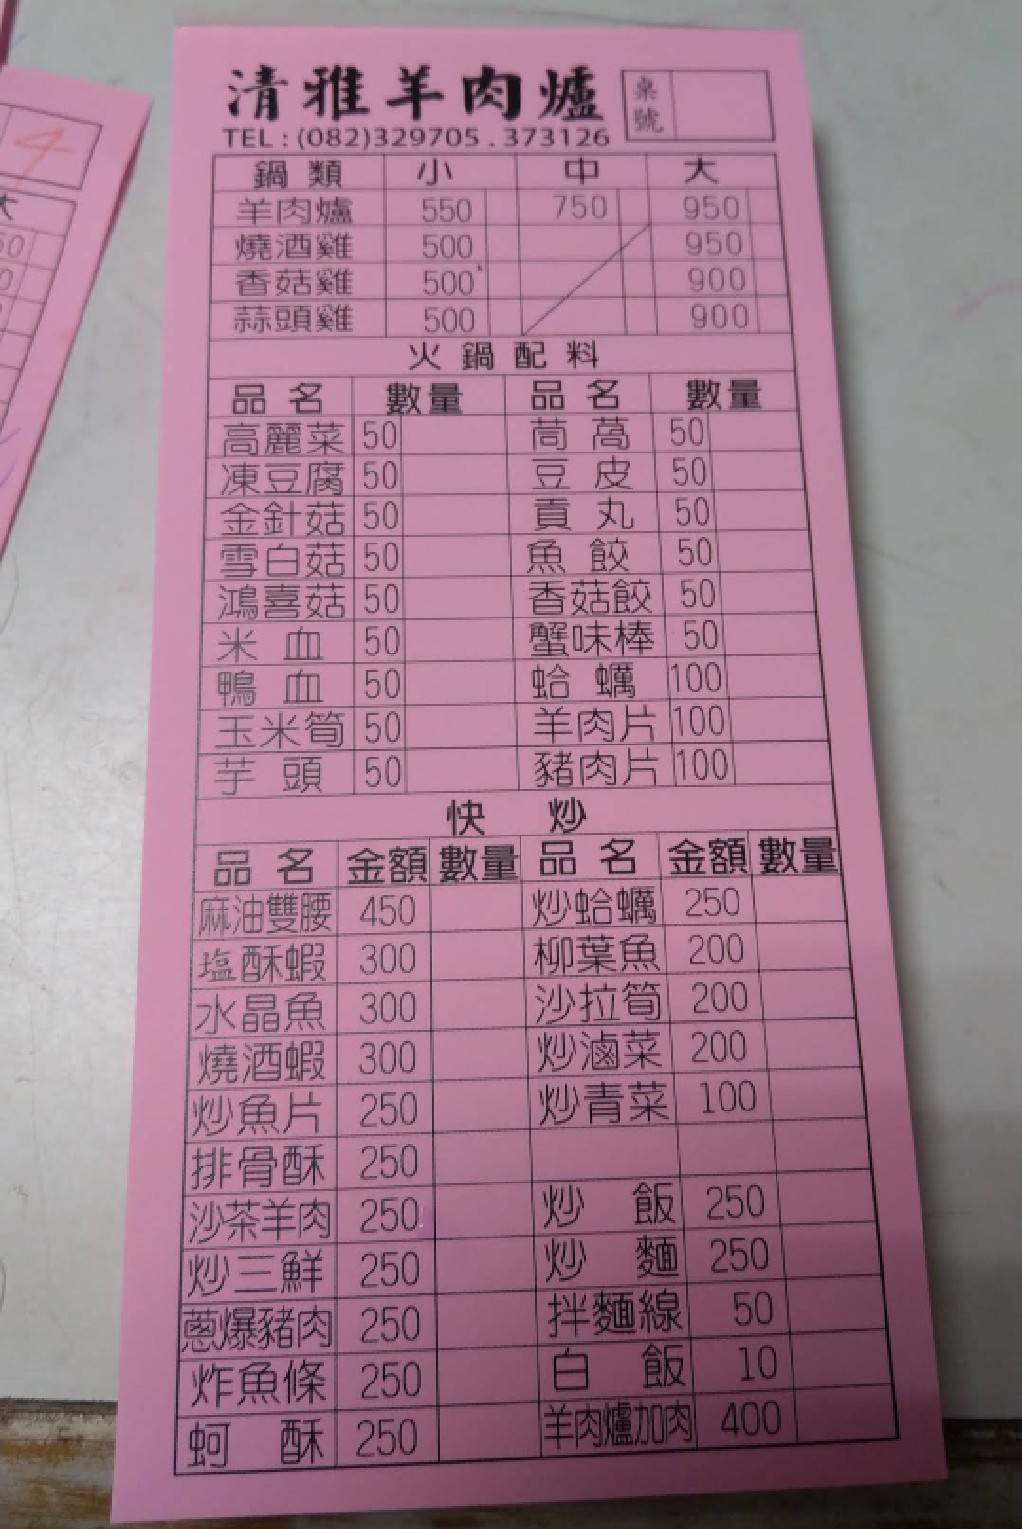 清雅羊肉爐 桌號
TEL:(082)329705.373126
鍋類 小 中 大
羊肉爐 550 750 950
燒酒雞 500 950
香菇雞 500 900
蒜頭雞 500 900
火鍋配料
品名 數量 品名 數量
高麗菜 50 茼萵 50
凍豆腐 50 豆皮 50
金針菇 50 貢丸 50
雪白菇 50 魚餃 50
鴻喜菇 50 香菇餃 50
米血 50 蟹味棒 50
鴨血 50 蛤蠣 100
玉米筍 50 羊肉片 100
芋頭 50 豬肉片 100
快炒
品名 金額 數量 品名 金額 數量
麻油雙腰 450 炒蛤蠣 250
塩酥蝦 300 柳葉魚 200
水晶魚 300 沙拉筍 200
燒酒蝦 300 炒滷菜 200
炒魚片 250 炒青菜 100
排骨酥 250
沙茶羊肉 250 炒飯 250
炒三鮮 250 炒麵 250
蔥爆豬肉 250 拌麵線 50
炸魚條 250 白飯 10
蚵酥 250 羊肉爐加肉 400